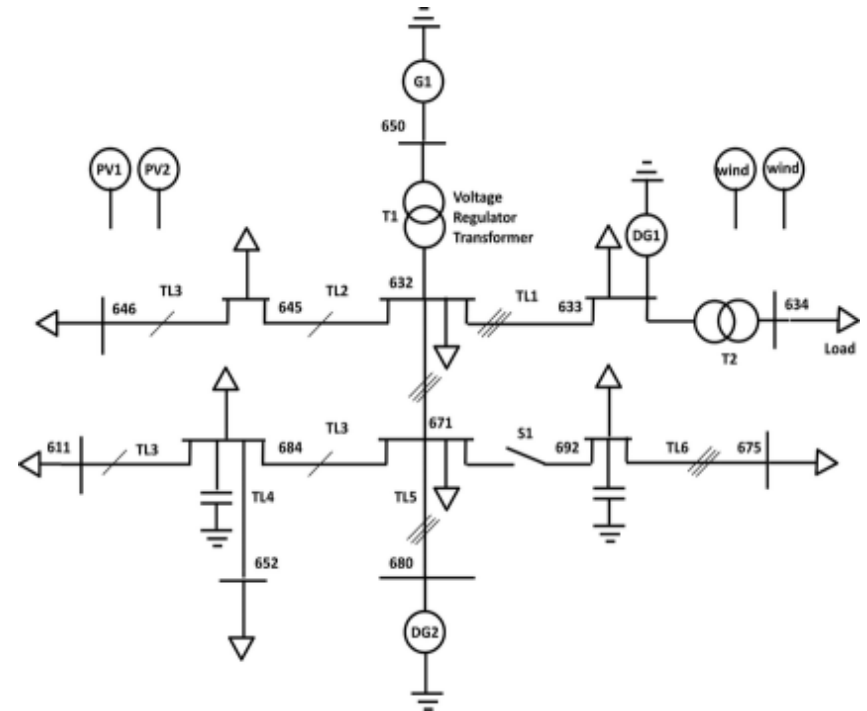 G1
650
PV1 PV2
wind wind
Voltage
T1 Regulator
Transformer
DG1
632
TL3 TL2 TL1
646 645 633 634
T2 Load
671
S1
611 TL3 684 TL3 692 TL6 675
TL4 TL5
652 680
DG2